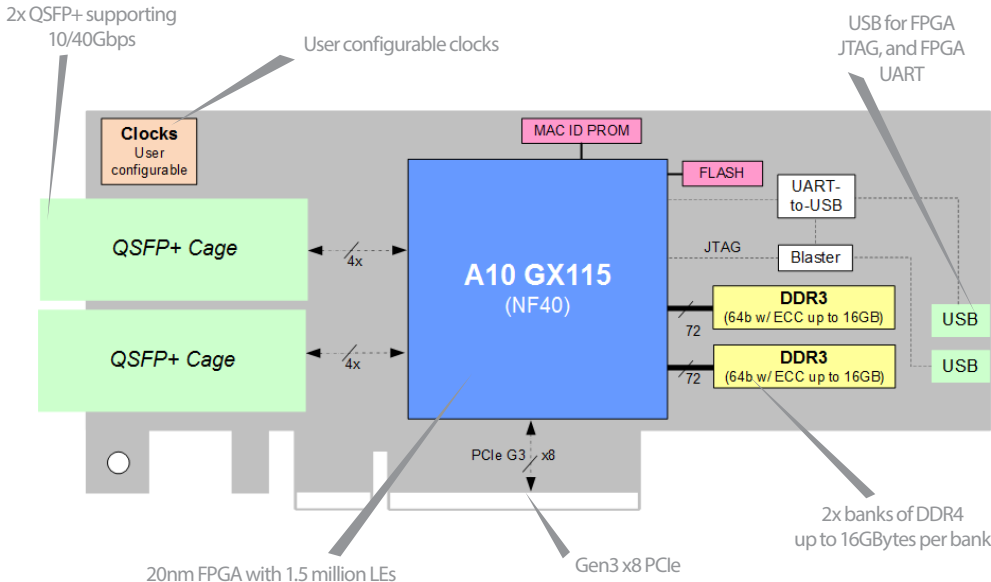 2x QSFP+ supporting
10/40Gbps
User configurable clocks
USB for FPGA
JTAG, and FPGA
UART
Clocks
User
configurable
MAC ID PROM
FLASH
UART-
to-USB
JTAG
Blaster
QSFP+ Cage
4x
A10 GX115
(NF40)
DDR3
(64b w/ ECC up to 16GB)
72
USB
QSFP+ Cage
4x
DDR3
(64b w/ ECC up to 16GB)
72
USB
PCIe G3
x8
2x banks of DDR4
up to 16GBytes per bank
Gen3 x8 PCIe
20nm FPGA with 1.5 million LEs